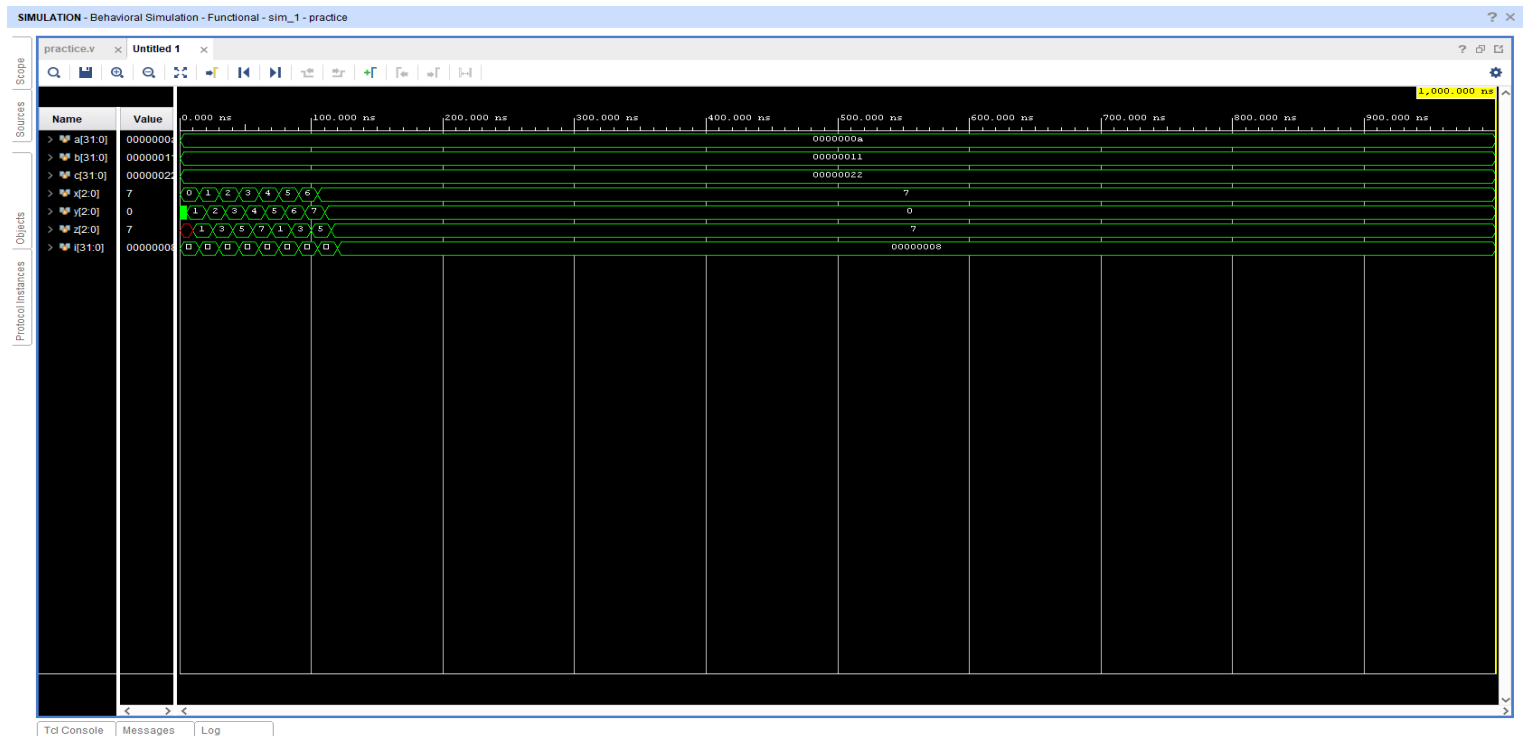 SIMULATION - Behavioral Simulation - Functional - sim_1 - practice
practice.v Untitled 1
Scope
Sources
Objects
Protocol Instances
1,000.000 ns
Name Value 0.000 ns 100.000 ns 200.000 ns 300.000 ns 400.000 ns 500.000 ns 600.000 ns 700.000 ns 800.000 ns 900.000 ns
a[31:0] 0000000a 0000000a
b[31:0] 00000011 00000011
c[31:0] 00000022 00000022
x[2:0] 7 0 1 2 3 4 5 6 7
y[2:0] 0 1 2 3 4 5 6 7 0
z[2:0] 7 1 3 5 7 1 3 5 7
i[31:0] 00000008 00000008
Tcl Console Messages Log